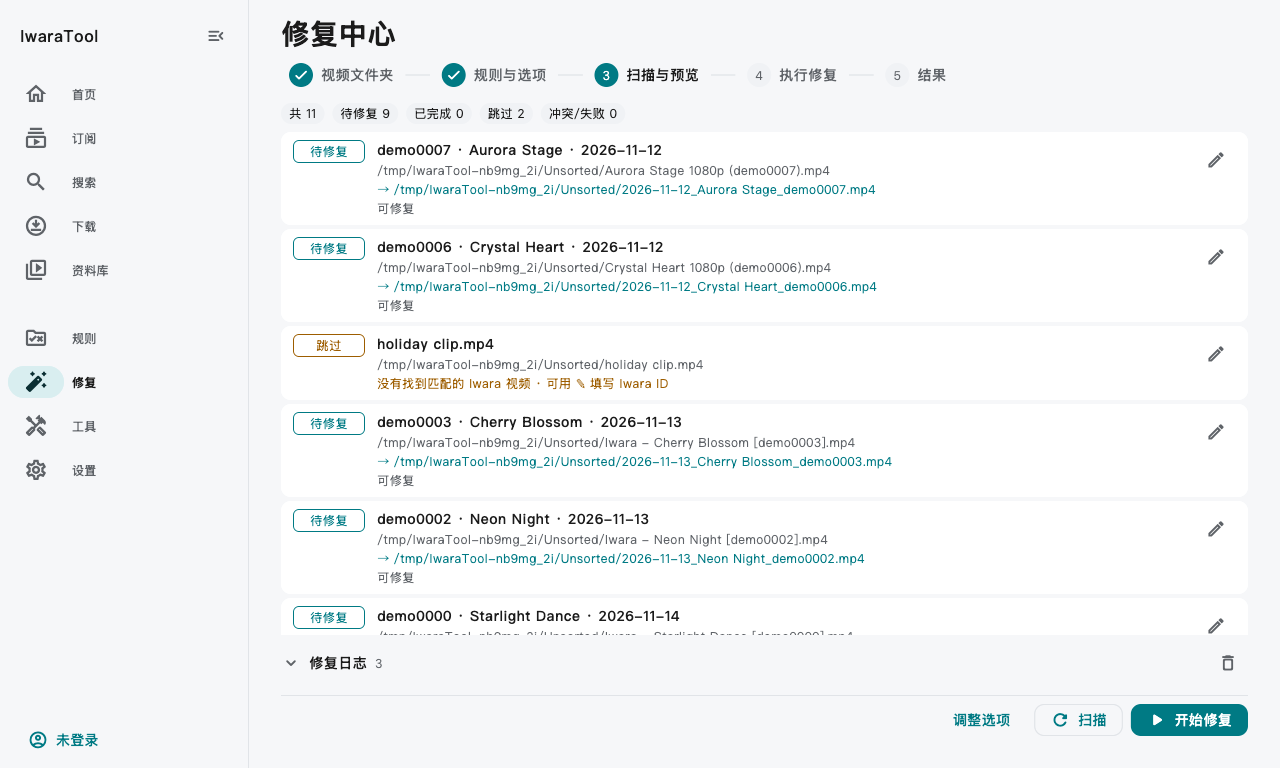 IwaraTool
首页
订阅
搜索
下载
资料库
规则
修复
工具
设置
未登录
修复中心
视频文件夹
规则与选项
3 扫描与预览
4 执行修复
5 结果
共 11
待修复 9
已完成 0
跳过 2
冲突/失败 0
待修复
demo0007 · Aurora Stage · 2026-11-12
/tmp/IwaraTool-nb9mg_2i/Unsorted/Aurora Stage 1080p (demo0007).mp4
→ /tmp/IwaraTool-nb9mg_2i/Unsorted/2026-11-12_Aurora Stage_demo0007.mp4
可修复
待修复
demo0006 · Crystal Heart · 2026-11-12
/tmp/IwaraTool-nb9mg_2i/Unsorted/Crystal Heart 1080p (demo0006).mp4
→ /tmp/IwaraTool-nb9mg_2i/Unsorted/2026-11-12_Crystal Heart_demo0006.mp4
可修复
跳过
holiday clip.mp4
/tmp/IwaraTool-nb9mg_2i/Unsorted/holiday clip.mp4
没有找到匹配的 Iwara 视频 · 可用 ✎ 填写 Iwara ID
待修复
demo0003 · Cherry Blossom · 2026-11-13
/tmp/IwaraTool-nb9mg_2i/Unsorted/Iwara - Cherry Blossom [demo0003].mp4
→ /tmp/IwaraTool-nb9mg_2i/Unsorted/2026-11-13_Cherry Blossom_demo0003.mp4
可修复
待修复
demo0002 · Neon Night · 2026-11-13
/tmp/IwaraTool-nb9mg_2i/Unsorted/Iwara - Neon Night [demo0002].mp4
→ /tmp/IwaraTool-nb9mg_2i/Unsorted/2026-11-13_Neon Night_demo0002.mp4
可修复
待修复
demo0000 · Starlight Dance · 2026-11-14
/tmp/IwaraTool-nb9mg_2i/Unsorted/Iwara - Starlight Dance [demo0000].mp4
修复日志 3
调整选项
扫描
开始修复